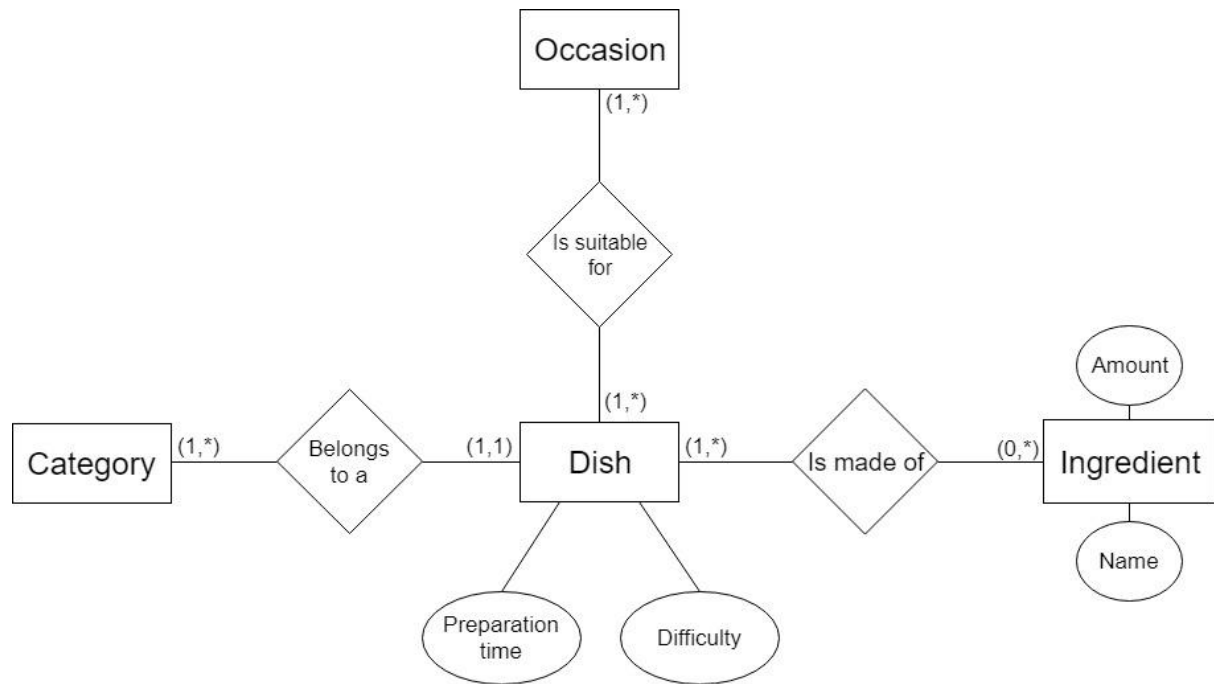 Occasion
(1,*)
Is suitable
for
(1,*)
Category
(1,*)
Belongs
to a
(1,1)
Dish
(1,*)
Is made of
(0,*)
Ingredient
Amount
Name
Preparation
time
Difficulty